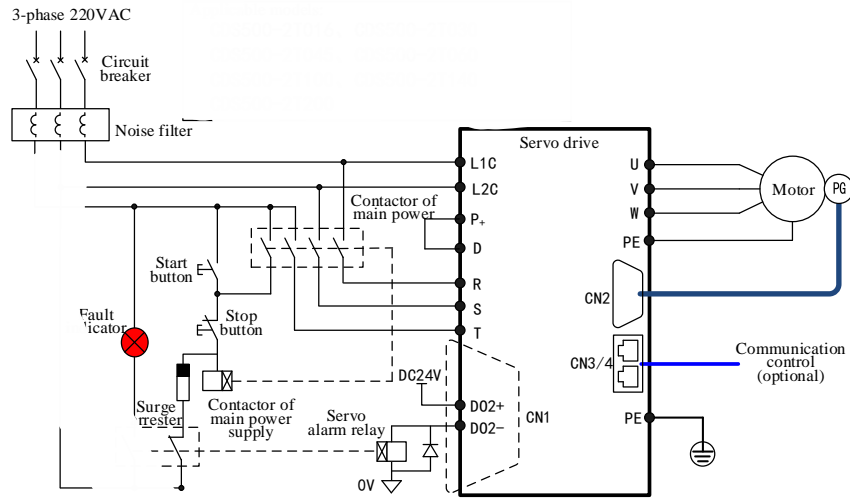 3-phase 220VAC
Circuit
breaker
Noise filter
Servo drive
L1C
L2C
Contactor of
main power
P+
D
Start
button
R
S
T
Stop
button
Fault
dicator
DC24V
Surge
rrester
Contactor of
main power
supply
Servo
alarm relay
DO2+
DO2-
CN1
0V
U
V
W
PE
Motor
PG
CN2
CN3/4
Communication
control
(optional)
PE